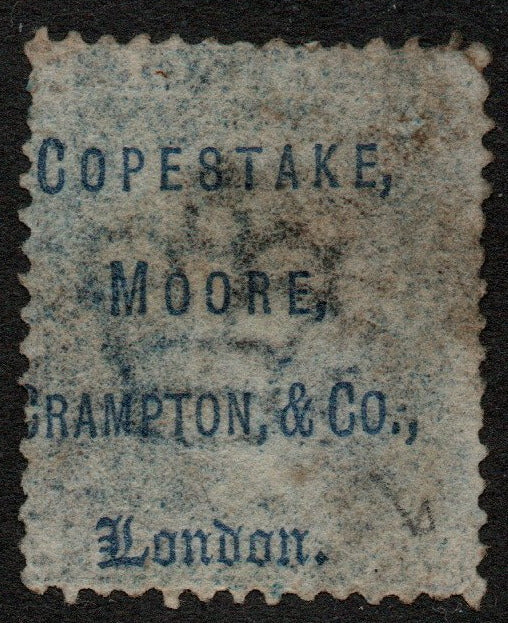 COPESTAKE,
MOORE,
CRAMPTON, & CO.,
London.